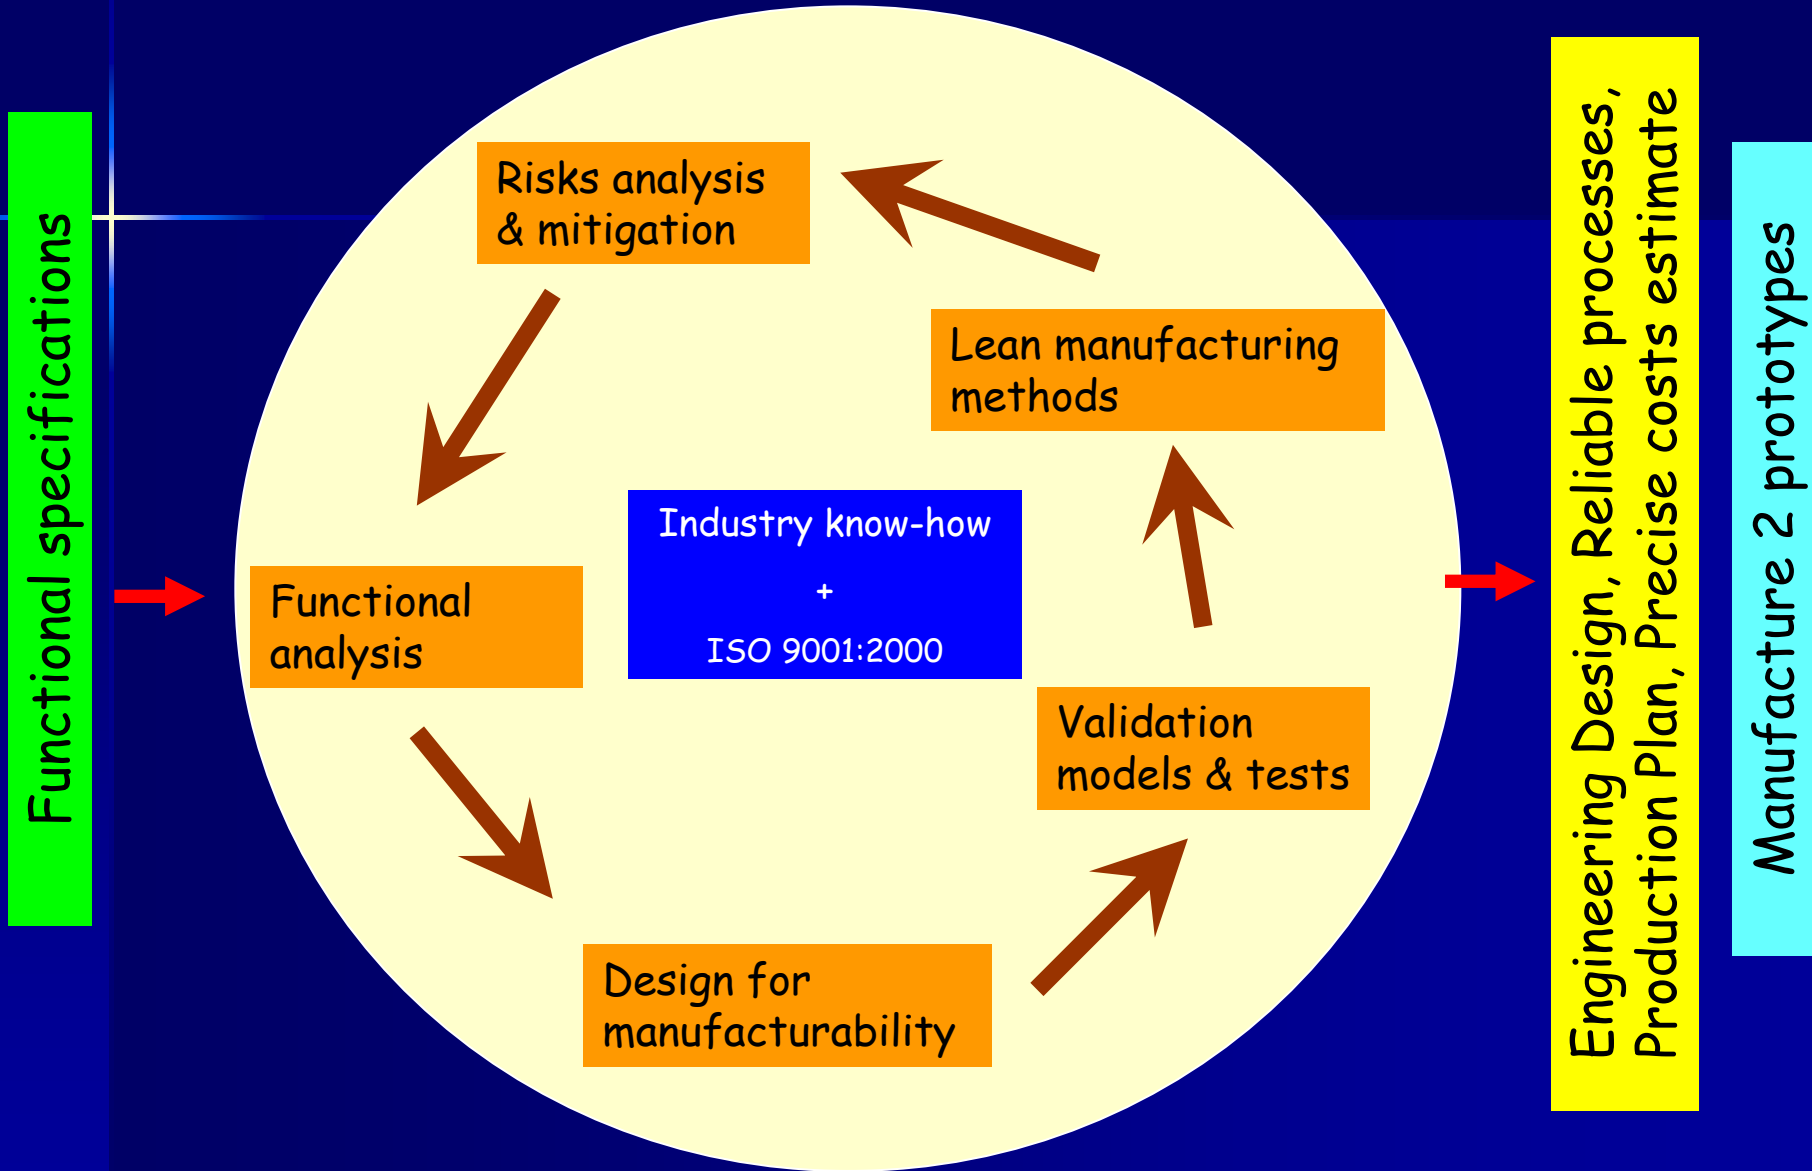 Functional specifications
Risks analysis
& mitigation
Lean manufacturing
methods
Industry know-how
+
ISO 9001:2000
Functional
analysis
Validation
models & tests
Design for
manufacturability
Engineering Design, Reliable processes,
Production Plan, Precise costs estimate
Manufacture 2 prototypes